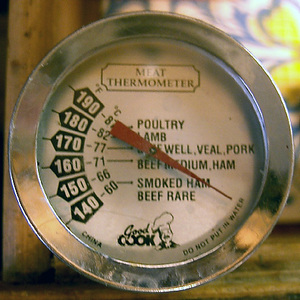 MEAT
THERMOMETER
°F
190
180
170
160
150
140
82
77
71
66
60
POULTRY
LAMB
WELL, VEAL, PORK
BEEF MEDIUM, HAM
SMOKED HAM
BEEF RARE
Good
COOK
CHINA
DO NOT PUT IN WATER